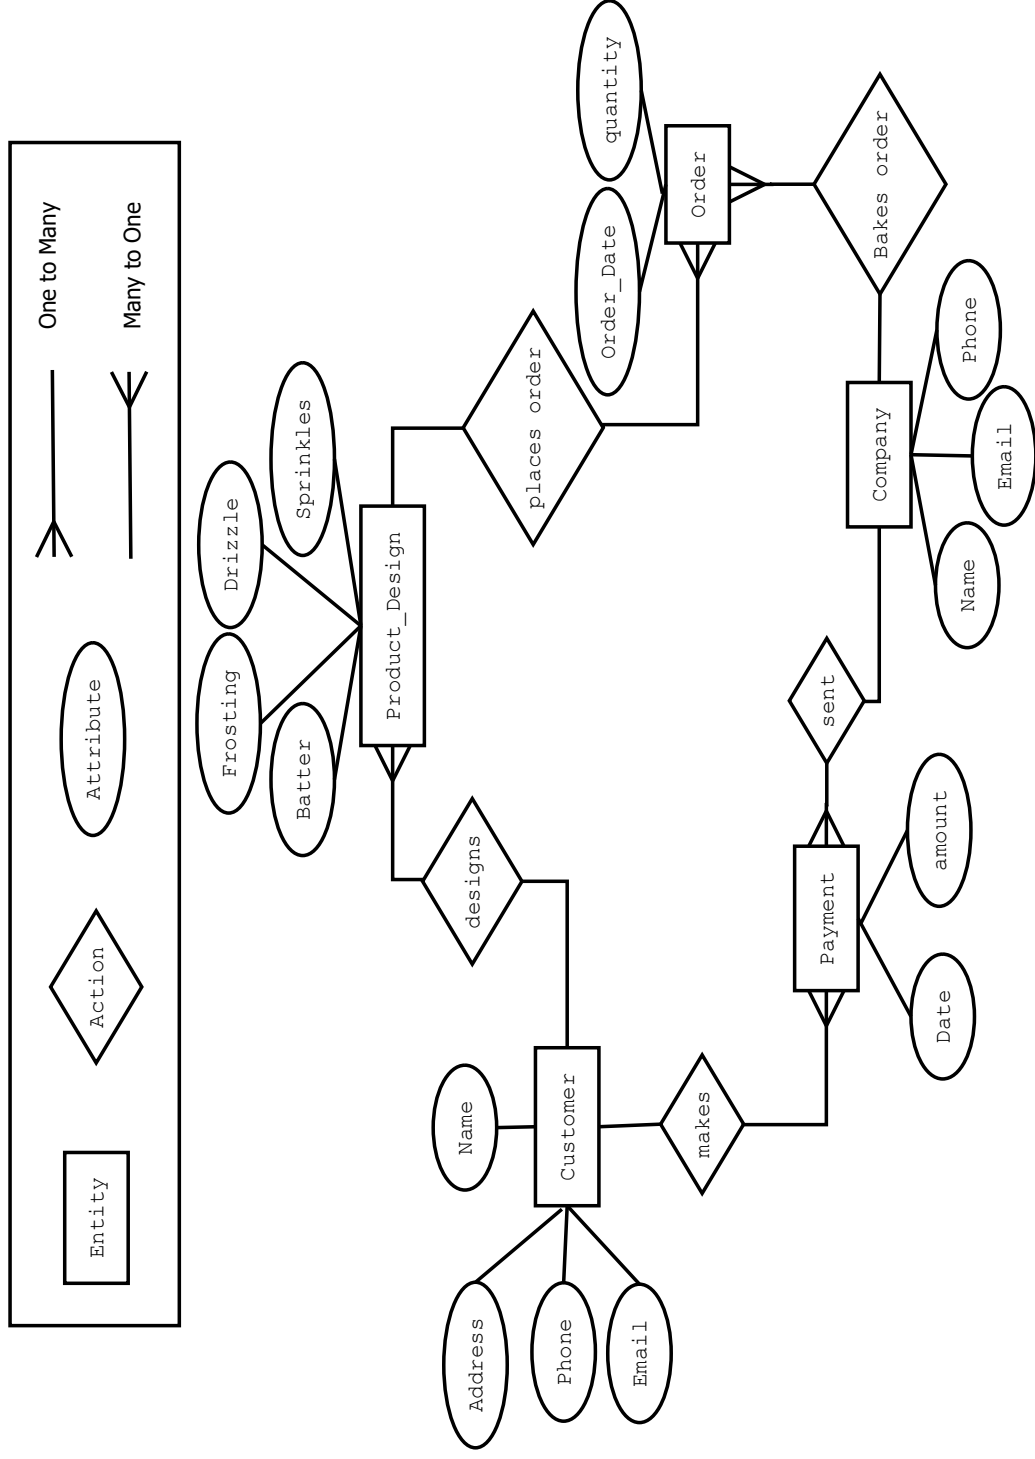 Entity
Action
Attribute
One to Many
Many to One
Frosting
Drizzle
Batter
Sprinkles
Product_Design
designs
places order
Order_Date
quantity
Order
Address
Phone
Email
Name
Customer
makes
Payment
Date
amount
sent
Company
Name
Email
Phone
Bakes order